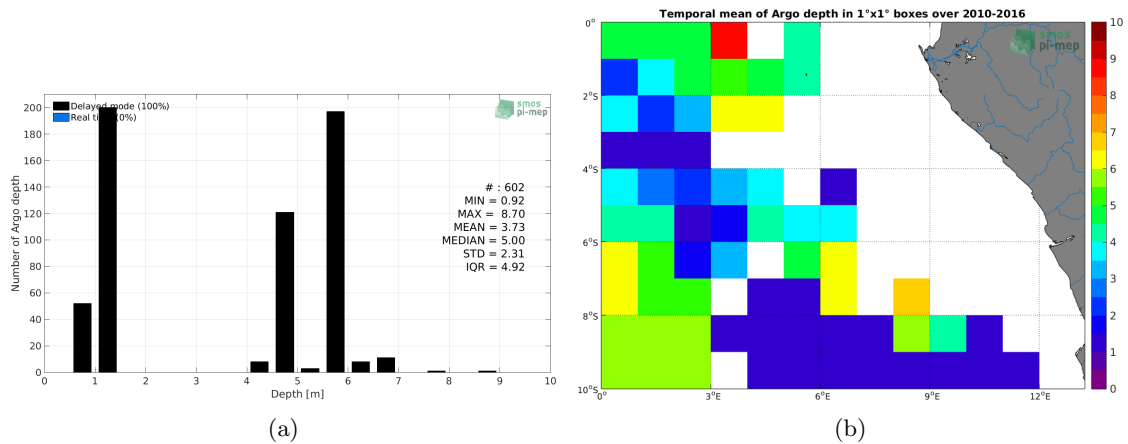 Temporal mean of Argo depth in 1°x1° boxes over 2010-2016
Number of Argo depth
200
180
160
140
120
100
80
60
40
20
0
Delayed mode (100%)
Real ti (0%)
smos
pi-mep
# : 602
MIN = 0.92
MAX = 8.70
MEAN = 3.73
MEDIAN = 5.00
STD = 2.31
IQR = 4.92
0 1 2 3 4 5 6 7 8 9 10
Depth [m]
(a)
0°
2°S
4°S
6°S
8°S
10°S
0° 3°E 6°E 9°E 12°E
smos
pi-mep
10
9
8
7
6
5
4
3
2
1
0
(b)